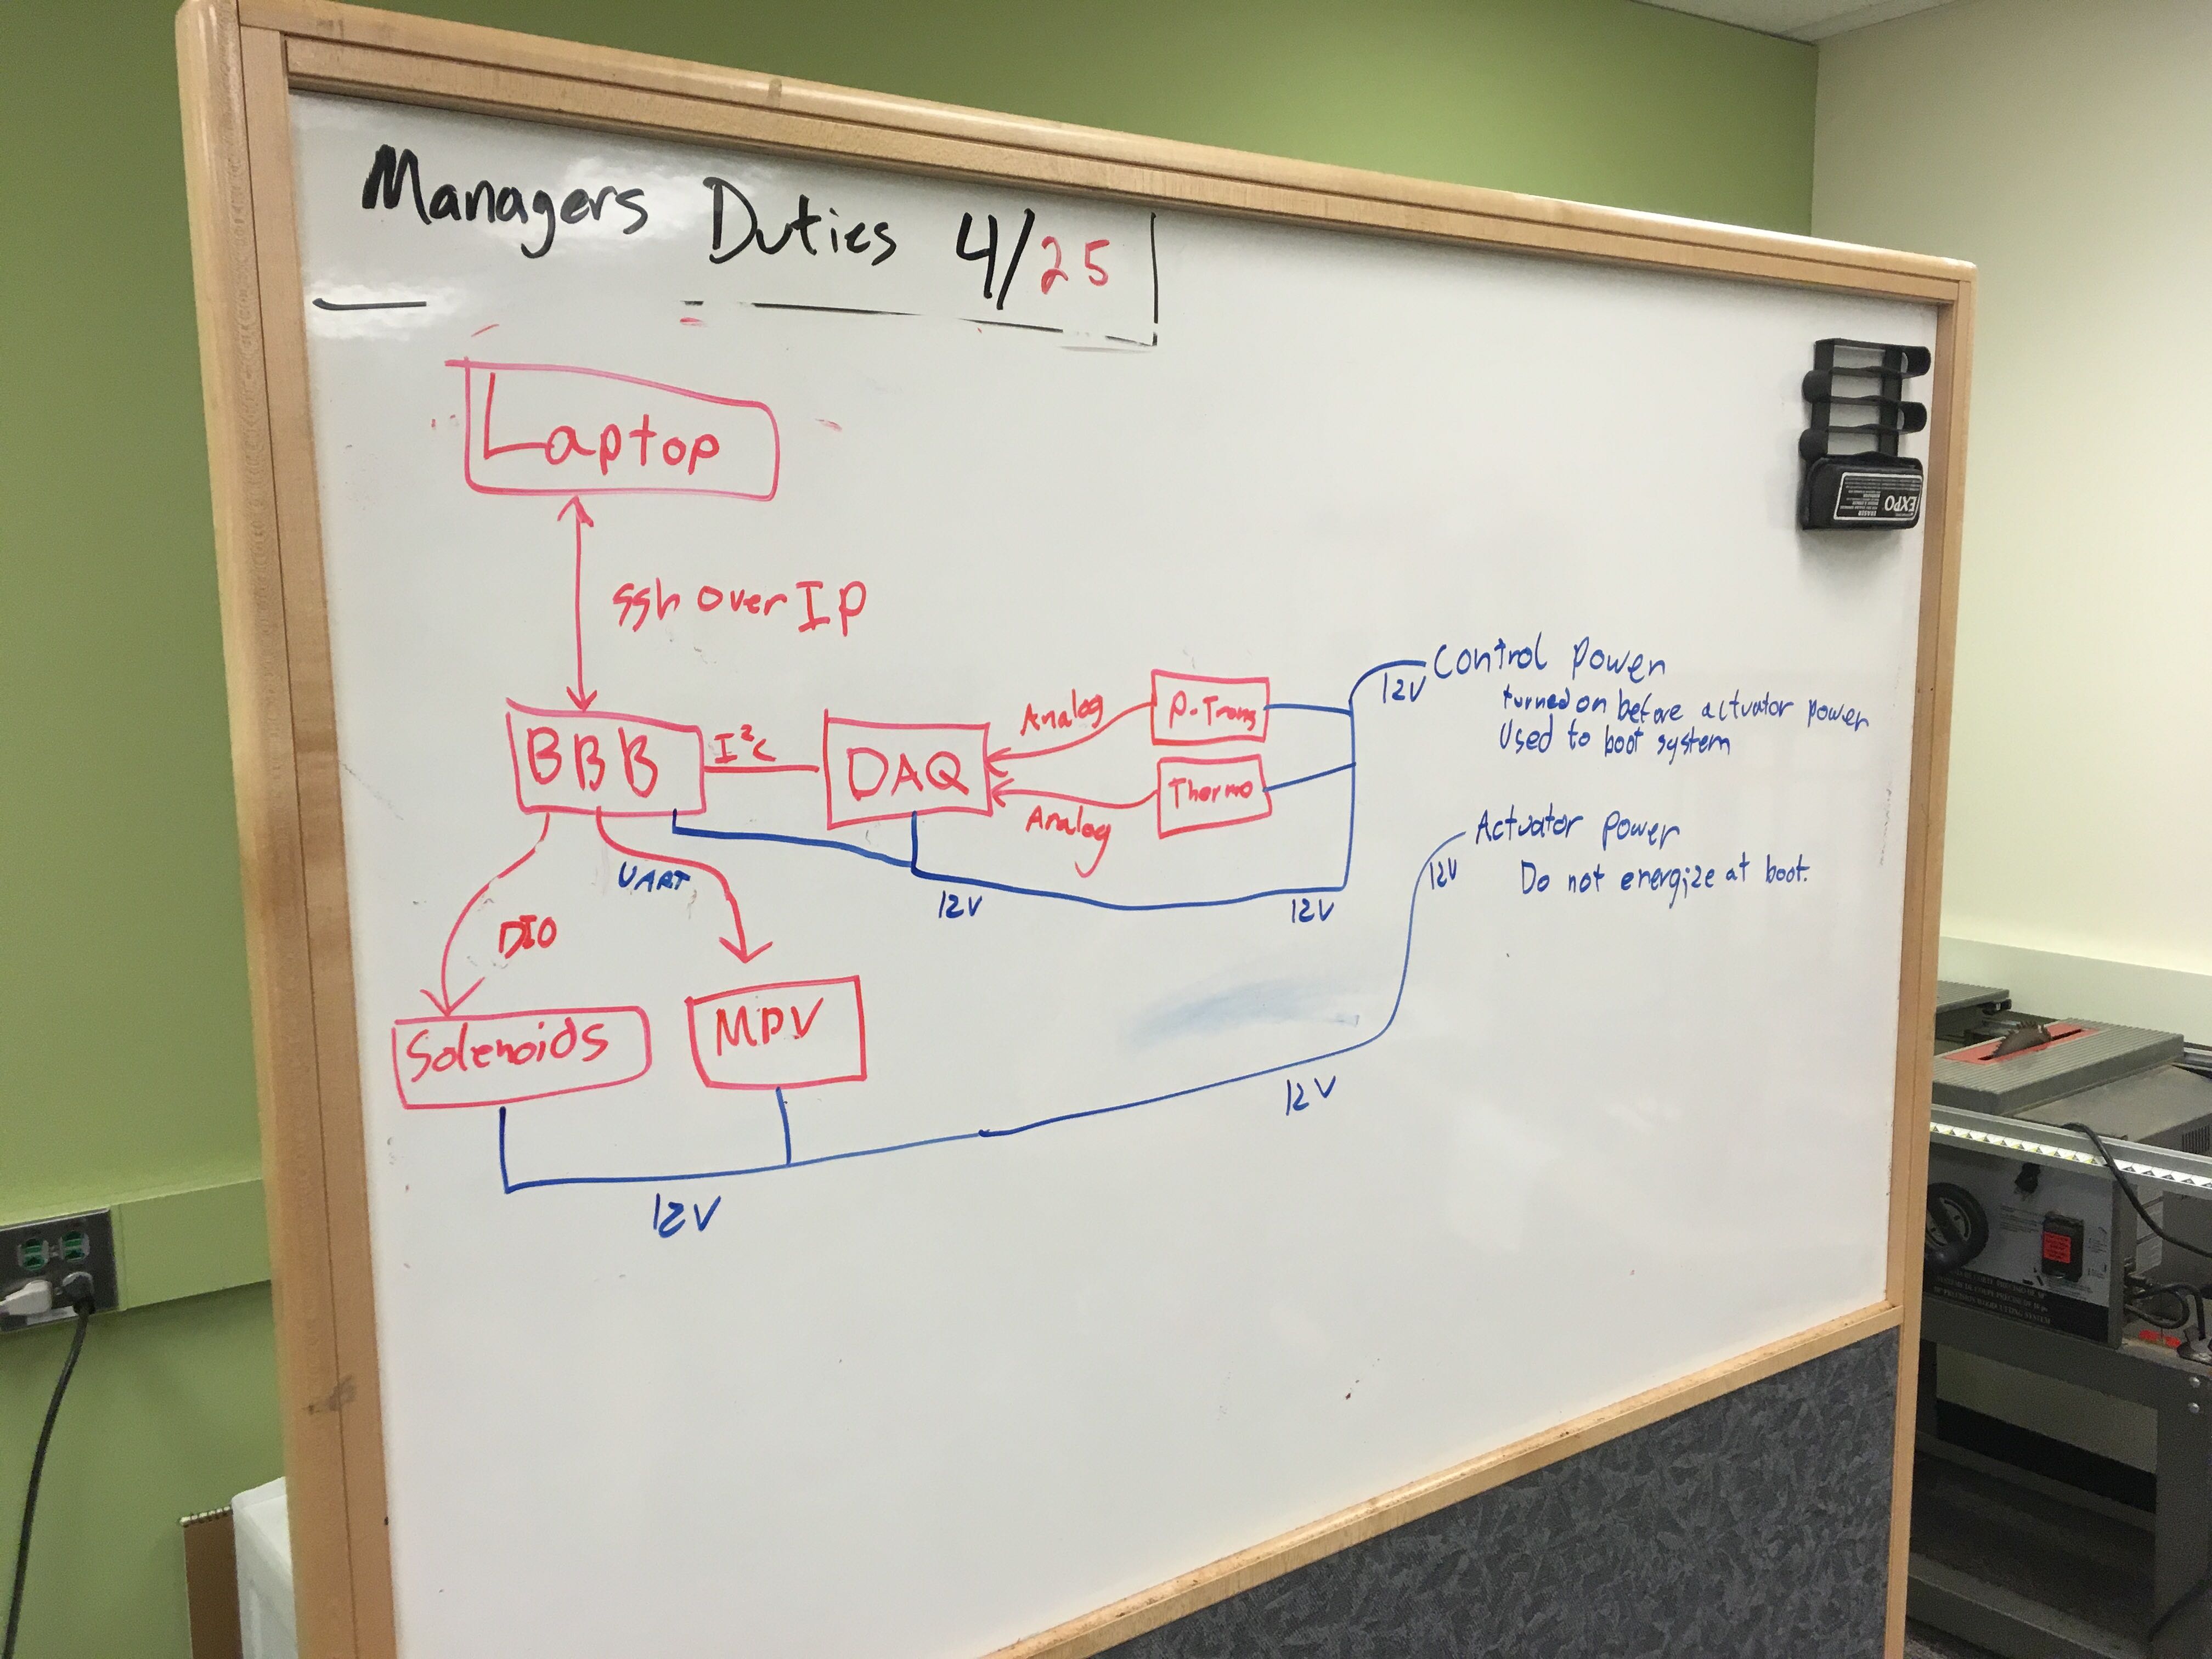 Managers Duties 4/25
Laptop
ssh over IP
BBB
I²C
DAQ
Analog
P-Trans
Analog
Thermo
12V
Control Power
turned on before actuator power
Used to boot system
12V
Actuator Power
Do not energize at boot.
UART
DIO
12V
12V
Solenoids
MPV
12V
12V
EXPO
ERASER